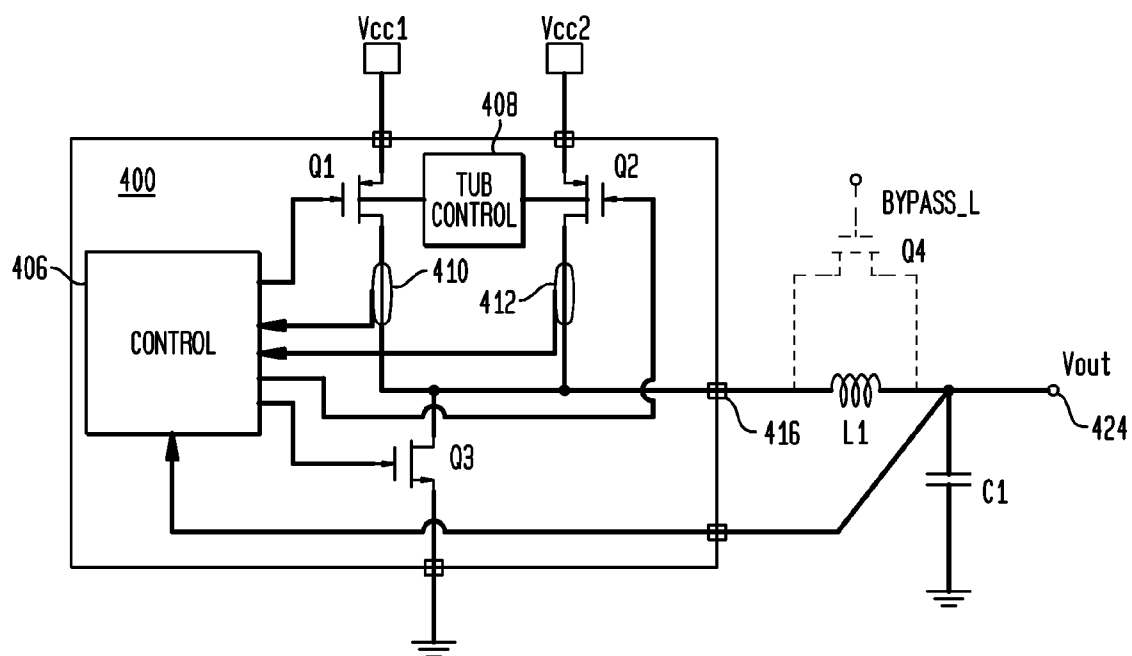 Vcc1
Vcc2
408
400
Q1
TUB
CONTROL
Q2
BYPASS_L
Q4
406
410
412
CONTROL
Vout
416
L1
424
Q3
C1